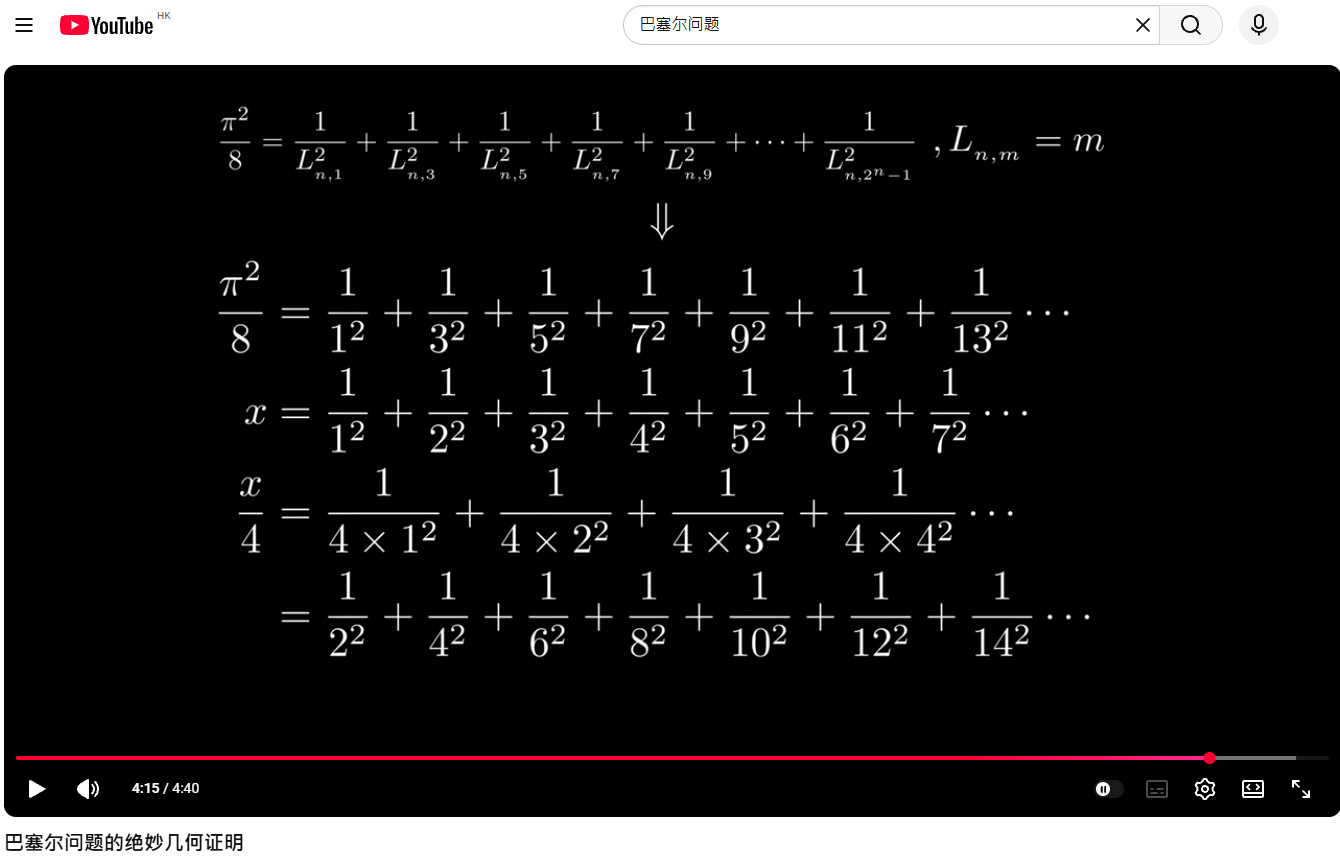 YouTube HK
巴塞尔问题
π²/8 = 1/L²ₙ,₁ + 1/L²ₙ,₃ + 1/L²ₙ,₅ + 1/L²ₙ,₇ + 1/L²ₙ,₉ + ⋯ + 1/L²_{n,2ⁿ−1} , L_{n,m} = m
⇓
π²/8 = 1/1² + 1/3² + 1/5² + 1/7² + 1/9² + 1/11² + 1/13² ⋯
x = 1/1² + 1/2² + 1/3² + 1/4² + 1/5² + 1/6² + 1/7² ⋯
x/4 = 1/(4 × 1²) + 1/(4 × 2²) + 1/(4 × 3²) + 1/(4 × 4²) ⋯
= 1/2² + 1/4² + 1/6² + 1/8² + 1/10² + 1/12² + 1/14² ⋯
4:15 / 4:40
巴塞尔问题的绝妙几何证明